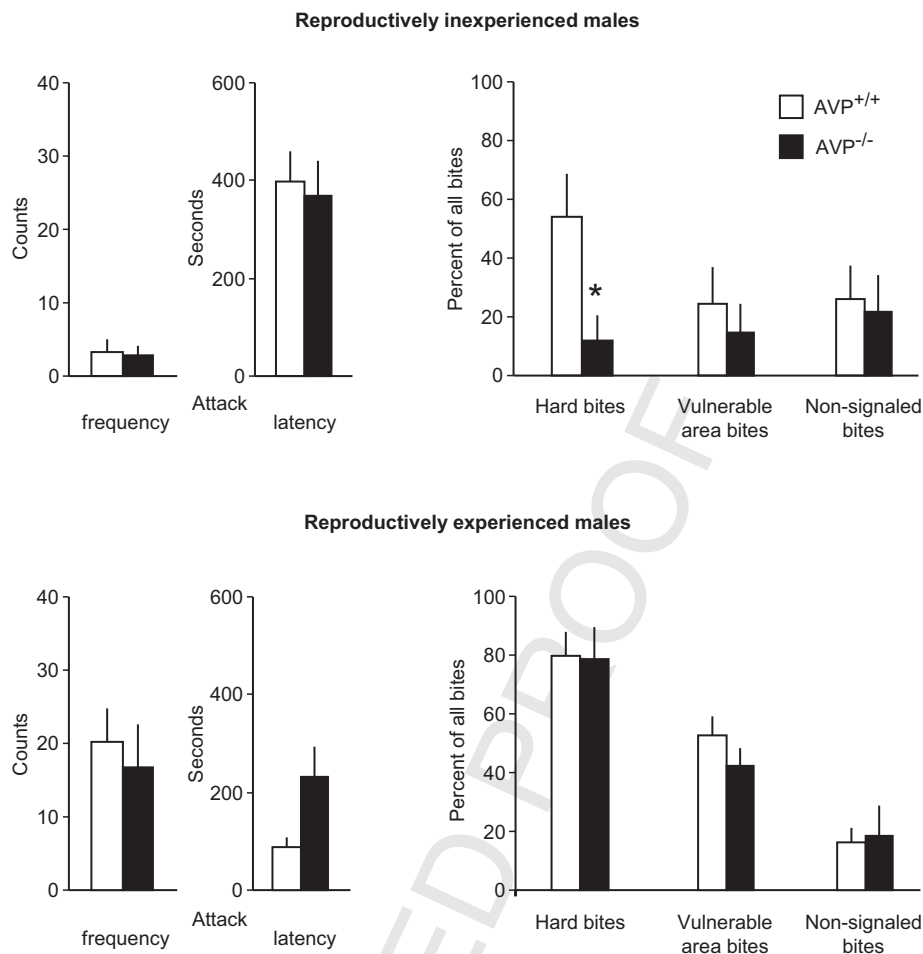 Reproductively inexperienced males
40
30
20
10
0
Counts
frequency
Attack
600
400
200
0
Seconds
latency
100
80
60
40
20
0
Percent of all bites
AVP+/+
AVP-/-
*
Hard bites
Vulnerable
area bites
Non-signaled
bites
Reproductively experienced males
40
30
20
10
0
Counts
frequency
Attack
600
400
200
0
Seconds
latency
100
80
60
40
20
0
Percent of all bites
Hard bites
Vulnerable
area bites
Non-signaled
bites
ED PROOF